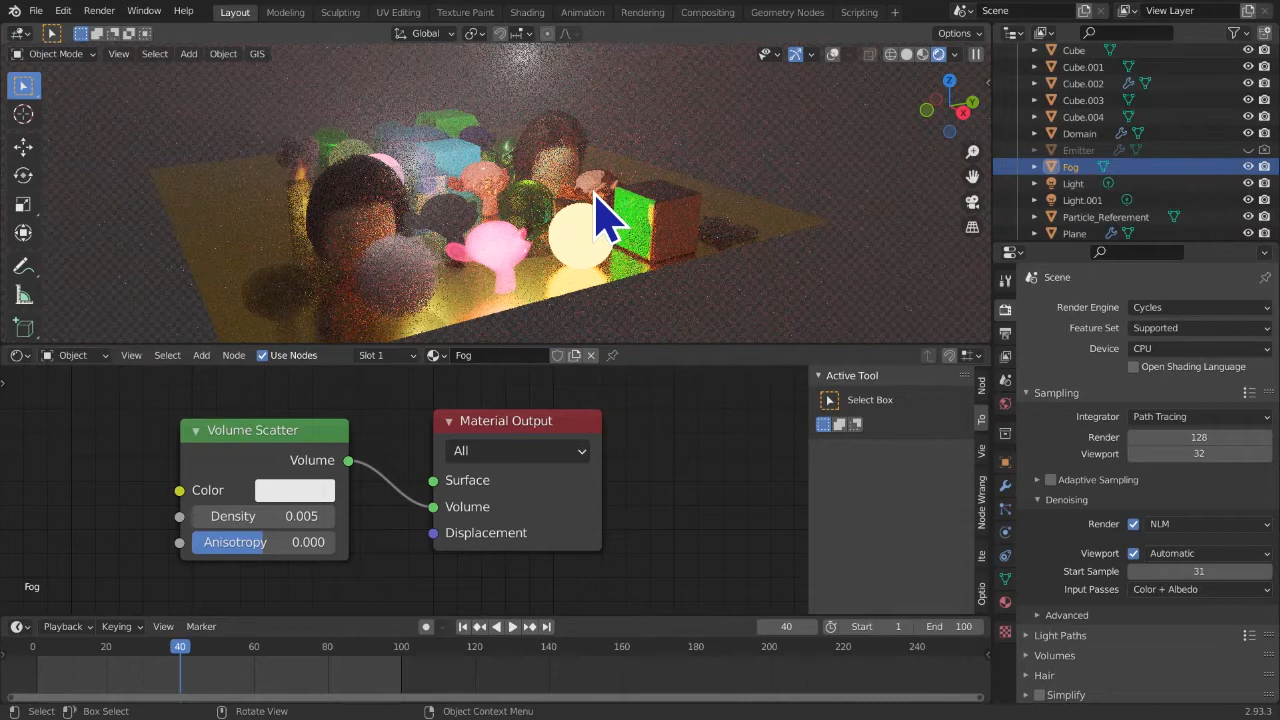 File Edit Render Window Help Layout Modeling Sculpting UV Editing Texture Paint Shading Animation Rendering Compositing Geometry Nodes Scripting + Scene View Layer
Global Options
Object Mode View Select Add Object GIS
Z
Y
X
Cube
Cube.001
Cube.002
Cube.003
Cube.004
Domain
Emitter
Fog
Light
Light.001
Particle_Referement
Plane
Scene
Render Engine Cycles
Feature Set Supported
Device CPU
Open Shading Language
Sampling
Integrator Path Tracing
Render 128
Viewport 32
Adaptive Sampling
Denoising
Render NLM
Viewport Automatic
Start Sample 31
Input Passes Color + Albedo
Advanced
Light Paths
Volumes
Hair
Simplify
Object View Select Add Node Use Nodes Slot 1 Fog
Volume Scatter
Volume
Color
Density 0.005
Anisotropy 0.000
Material Output
All
Surface
Volume
Displacement
Fog
Active Tool
Select Box
Nod
To
Vie
Node Wrang
Ite
Optio
Playback Keying View Marker 40 Start 1 End 100
0 40 60 80 100 120 140 160 180 200 220 240
Select Box Select Rotate View Object Context Menu 2.93.3